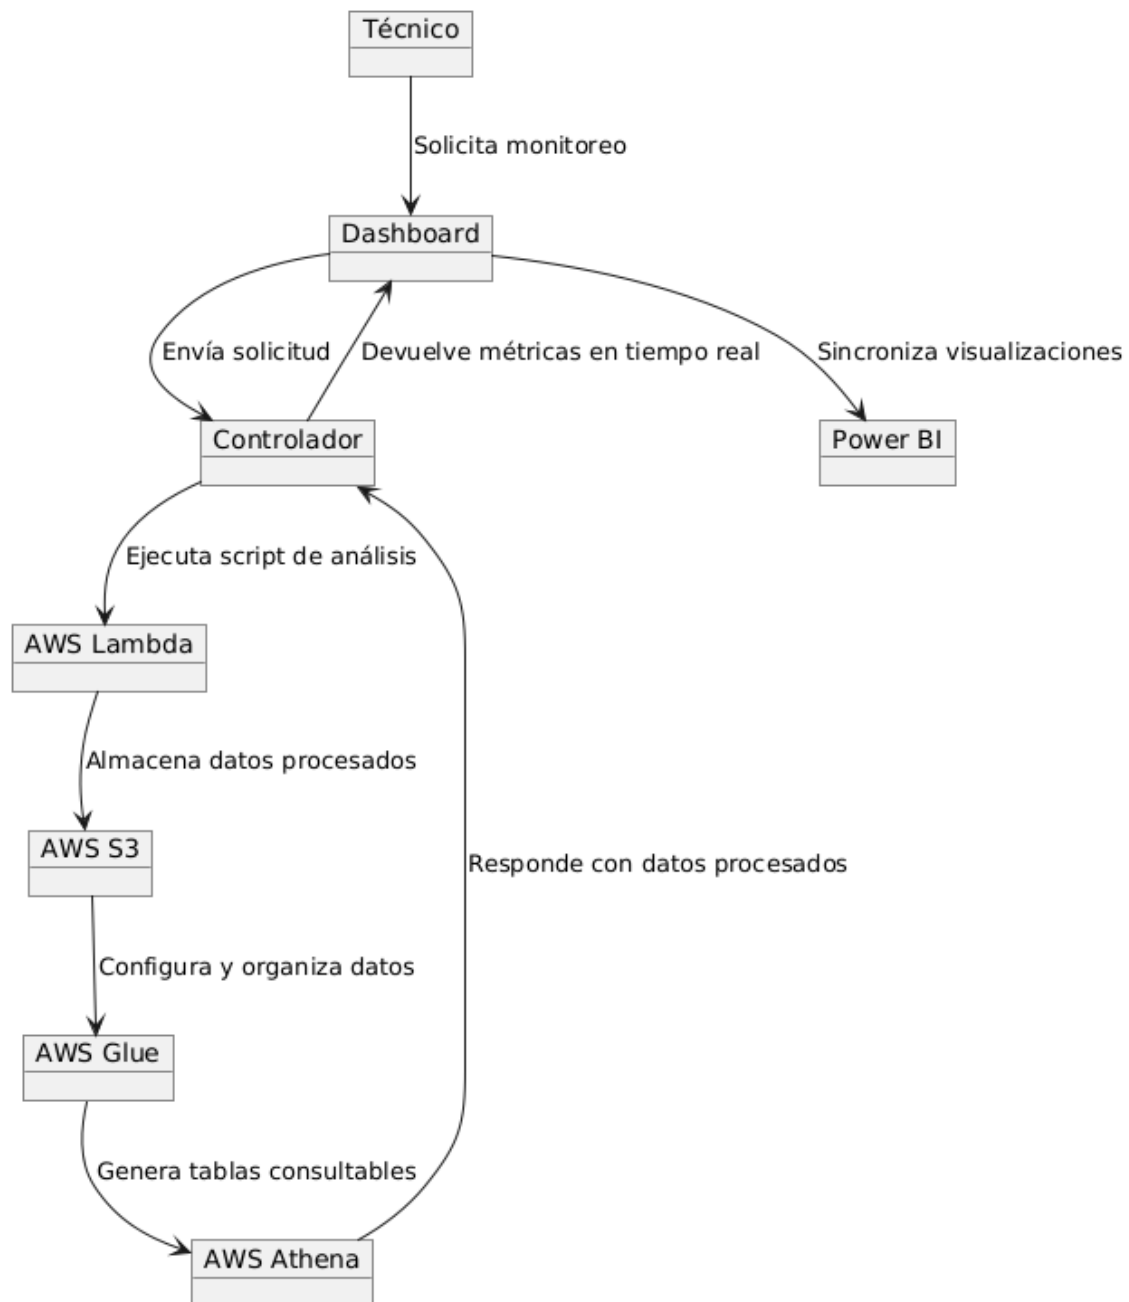 Técnico
Solicita monitoreo
Dashboard
Envía solicitud
Devuelve métricas en tiempo real
Sincroniza visualizaciones
Controlador
Power BI
Ejecuta script de análisis
AWS Lambda
Almacena datos procesados
AWS S3
Responde con datos procesados
Configura y organiza datos
AWS Glue
Genera tablas consultables
AWS Athena